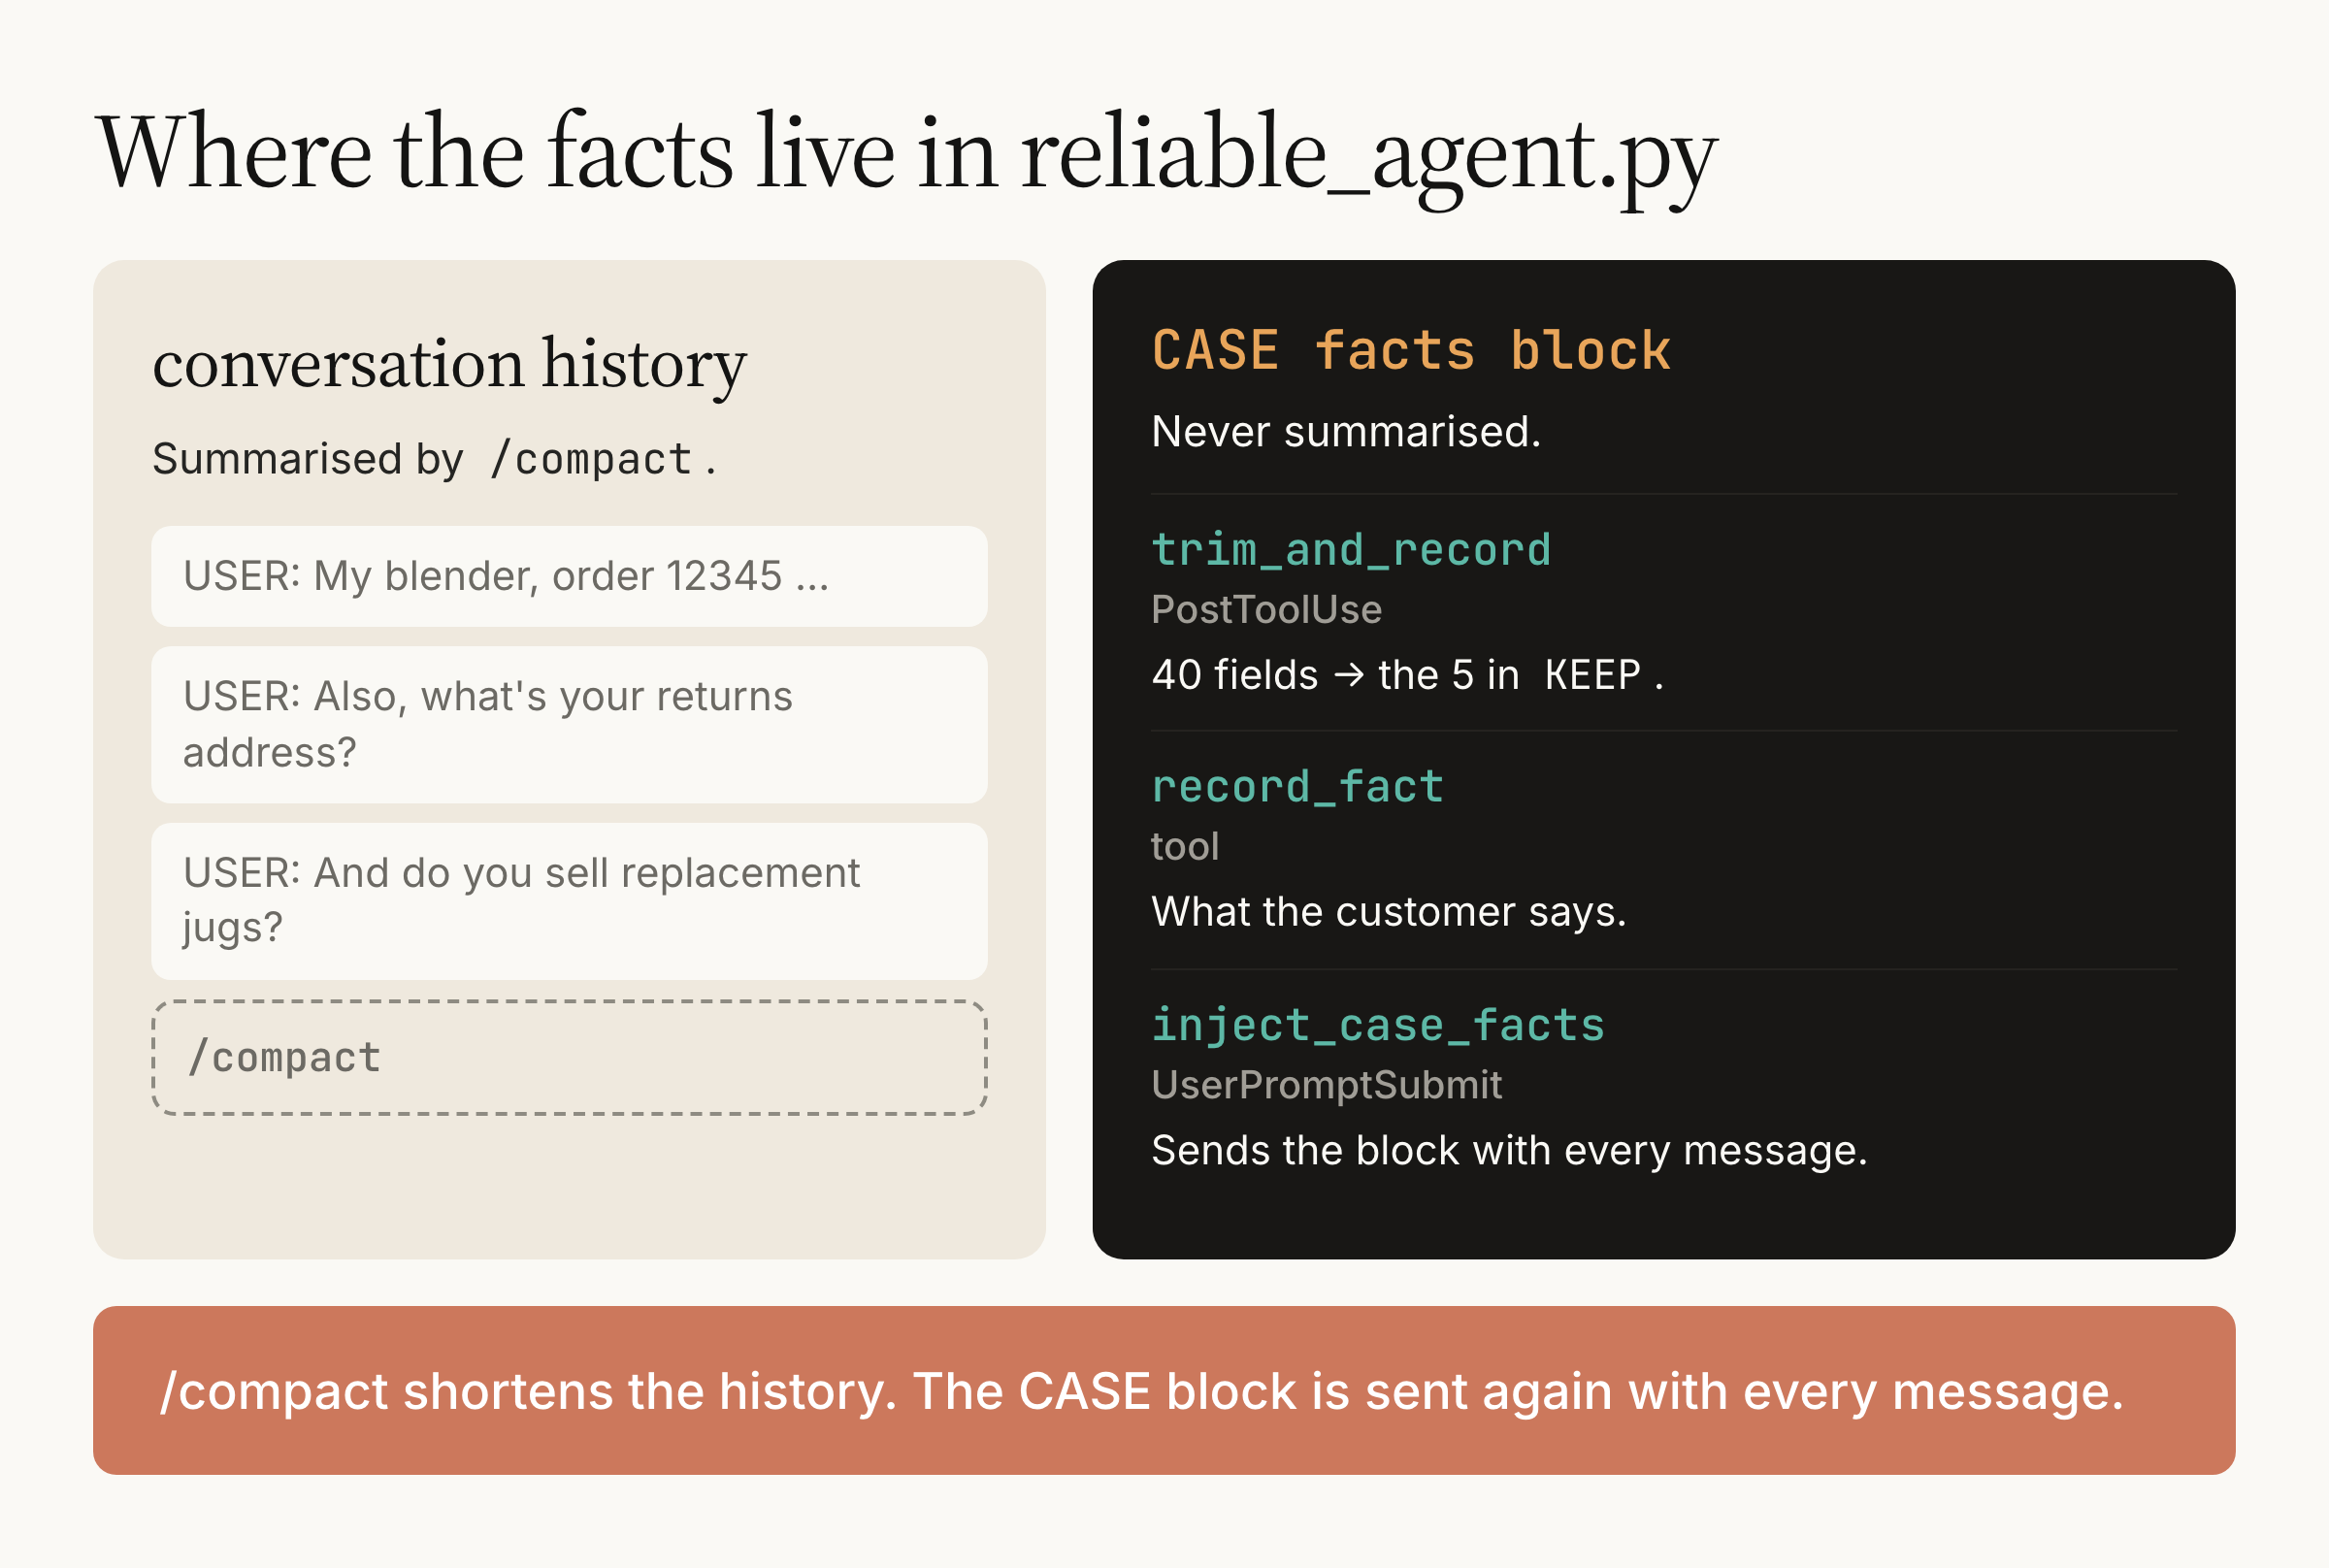 Where the facts live in reliable_agent.py
conversation history
Summarised by /compact.
USER: My blender, order 12345 ...
USER: Also, what's your returns
address?
USER: And do you sell replacement
jugs?
/compact
CASE facts block
Never summarised.
trim_and_record
PostToolUse
40 fields → the 5 in KEEP.
record_fact
tool
What the customer says.
inject_case_facts
UserPromptSubmit
Sends the block with every message.
/compact shortens the history. The CASE block is sent again with every message.